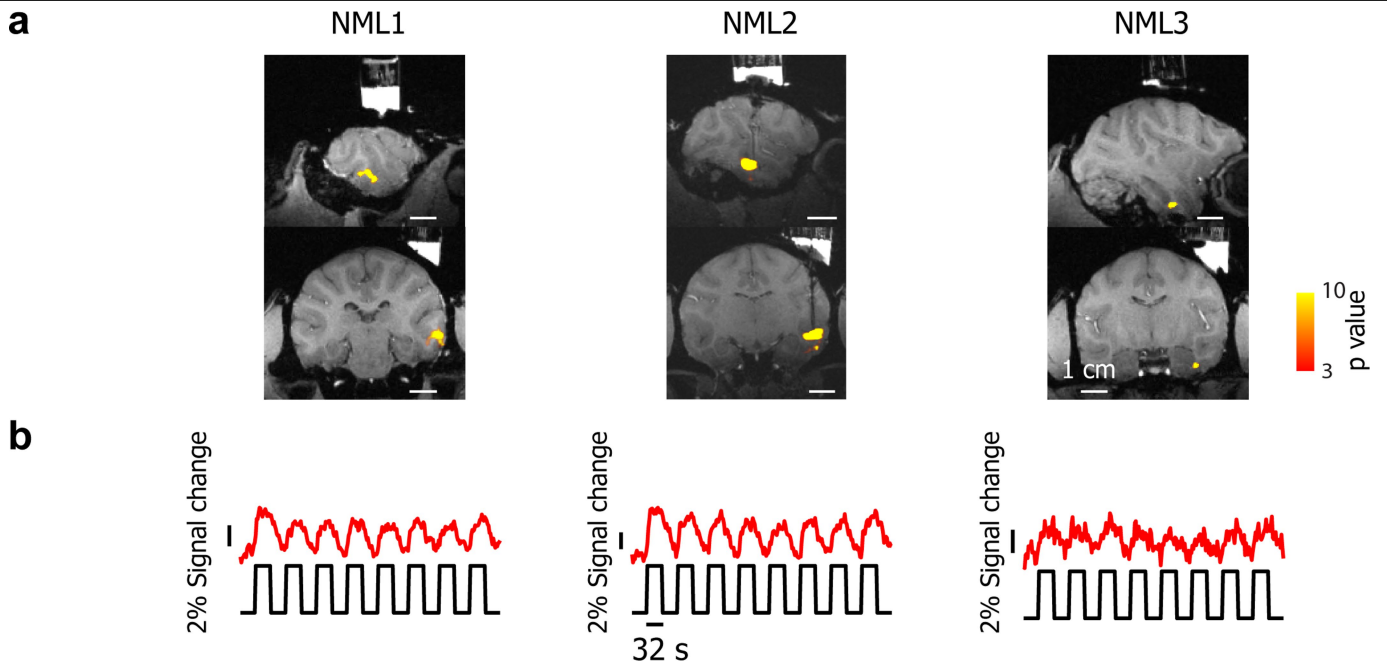 a
NML1
NML2
NML3
1 cm
10
3
p value
b
2% Signal change
2% Signal change
2% Signal change
32 s